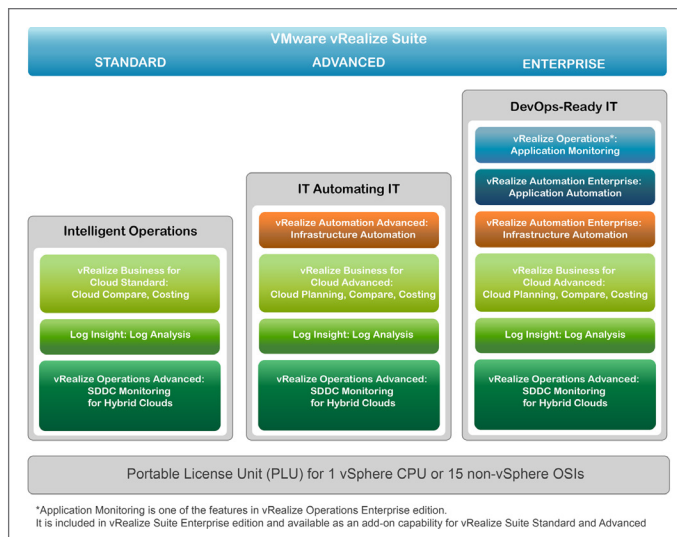 VMware vRealize Suite
STANDARD
ADVANCED
ENTERPRISE
Intelligent Operations
vRealize Business for
Cloud Standard:
Cloud Compare, Costing
Log Insight: Log Analysis
vRealize Operations Advanced:
SDDC Monitoring
for Hybrid Clouds
IT Automating IT
vRealize Automation Advanced:
Infrastructure Automation
vRealize Business for
Cloud Advanced:
Cloud Planning, Compare, Costing
Log Insight: Log Analysis
vRealize Operations Advanced:
SDDC Monitoring
for Hybrid Clouds
DevOps-Ready IT
vRealize Operations*:
Application Monitoring
vRealize Automation Enterprise:
Application Automation
vRealize Automation Enterprise:
Infrastructure Automation
vRealize Business for
Cloud Advanced:
Cloud Planning, Compare, Costing
Log Insight: Log Analysis
vRealize Operations Advanced:
SDDC Monitoring
for Hybrid Clouds
Portable License Unit (PLU) for 1 vSphere CPU or 15 non-vSphere OSIs
*Application Monitoring is one of the features in vRealize Operations Enterprise edition.
It is included in vRealize Suite Enterprise edition and available as an add-on capability for vRealize Suite Standard and Advanced